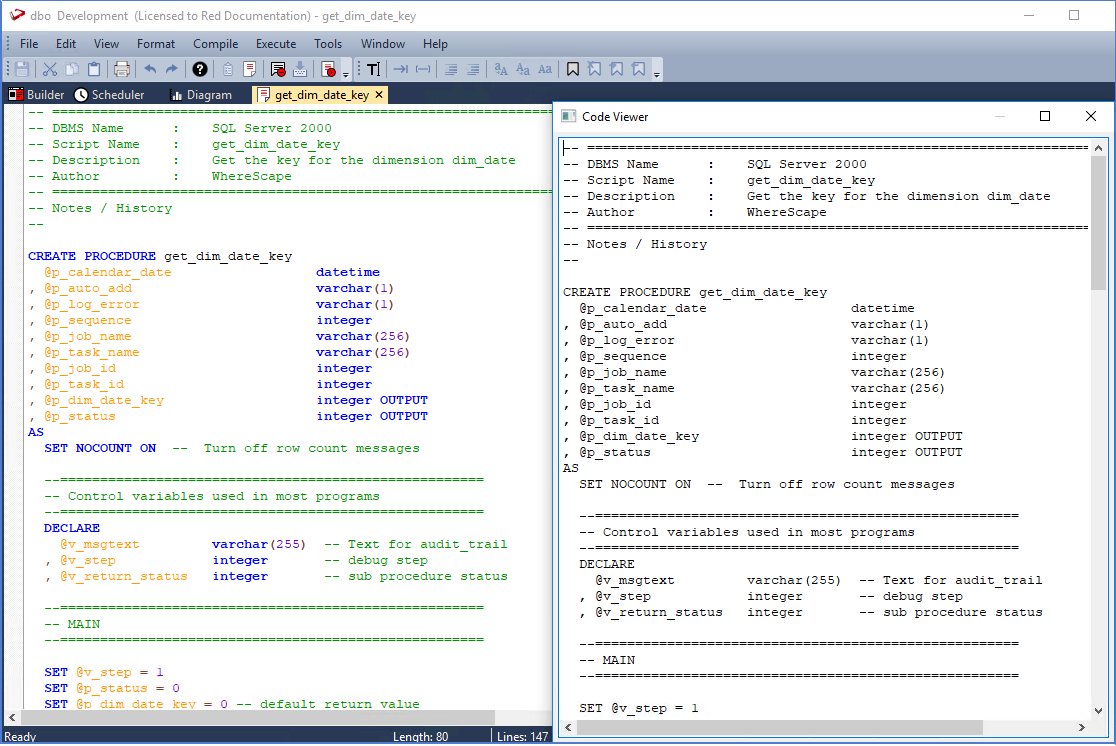 dbo Development (Licensed to Red Documentation) - get_dim_date_key
File Edit View Format Compile Execute Tools Window Help
Builder Scheduler Diagram get_dim_date_key ×
-- =====================================================================
-- DBMS Name : SQL Server 2000
-- Script Name : get_dim_date_key
-- Description : Get the key for the dimension dim_date
-- Author : WhereScape
-- =====================================================================
-- Notes / History
--
CREATE PROCEDURE get_dim_date_key
@p_calendar_date datetime
, @p_auto_add varchar(1)
, @p_log_error varchar(1)
, @p_sequence integer
, @p_job_name varchar(256)
, @p_task_name varchar(256)
, @p_job_id integer
, @p_task_id integer
, @p_dim_date_key integer OUTPUT
, @p_status integer OUTPUT
AS
SET NOCOUNT ON -- Turn off row count messages
--=====================================================
-- Control variables used in most programs
--=====================================================
DECLARE
@v_msgtext varchar(255) -- Text for audit_trail
, @v_step integer -- debug step
, @v_return_status integer -- sub procedure status
--=====================================================
-- MAIN
--=====================================================
SET @v_step = 1
SET @p_status = 0
SET @p_dim_date_key = 0 -- default return value
Ready Length: 80 Lines: 147
Code Viewer
-- =====================================================================
-- DBMS Name : SQL Server 2000
-- Script Name : get_dim_date_key
-- Description : Get the key for the dimension dim_date
-- Author : WhereScape
-- =====================================================================
-- Notes / History
--
CREATE PROCEDURE get_dim_date_key
@p_calendar_date datetime
, @p_auto_add varchar(1)
, @p_log_error varchar(1)
, @p_sequence integer
, @p_job_name varchar(256)
, @p_task_name varchar(256)
, @p_job_id integer
, @p_task_id integer
, @p_dim_date_key integer OUTPUT
, @p_status integer OUTPUT
AS
SET NOCOUNT ON -- Turn off row count messages
--=====================================================
-- Control variables used in most programs
--=====================================================
DECLARE
@v_msgtext varchar(255) -- Text for audit_trail
, @v_step integer -- debug step
, @v_return_status integer -- sub procedure status
--=====================================================
-- MAIN
--=====================================================
SET @v_step = 1